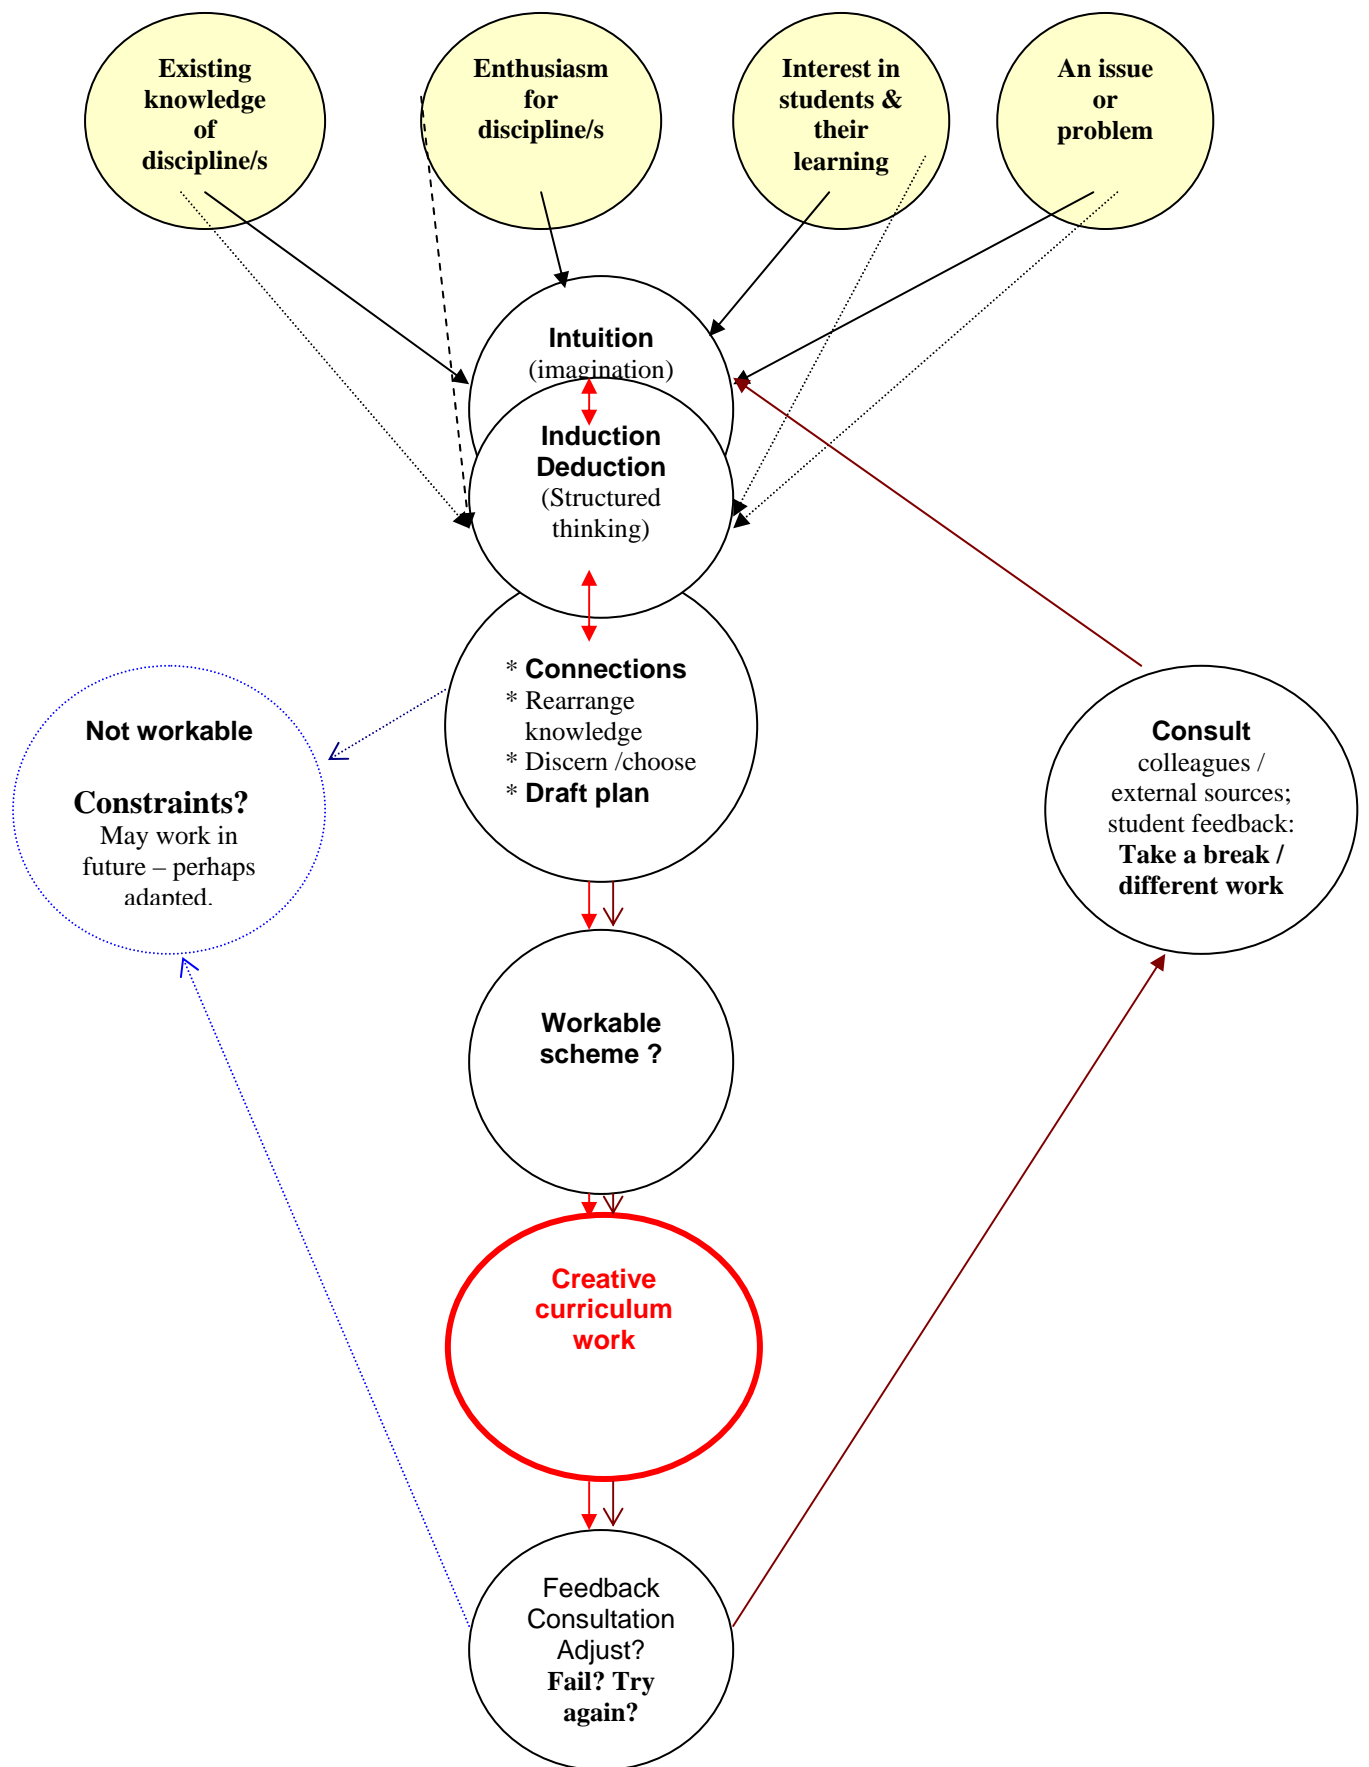 Existing
knowledge
of
discipline/s
Enthusiasm
for
discipline/s
Interest in
students &
their
learning
An issue
or
problem
Intuition
(imagination)
Induction
Deduction
(Structured
thinking)
* Connections
* Rearrange
knowledge
* Discern /choose
* Draft plan
Not workable
Constraints?
May work in
future – perhaps
adapted.
Consult
colleagues /
external sources;
student feedback:
Take a break /
different work
Workable
scheme ?
Creative
curriculum
work
Feedback
Consultation
Adjust?
Fail? Try
again?